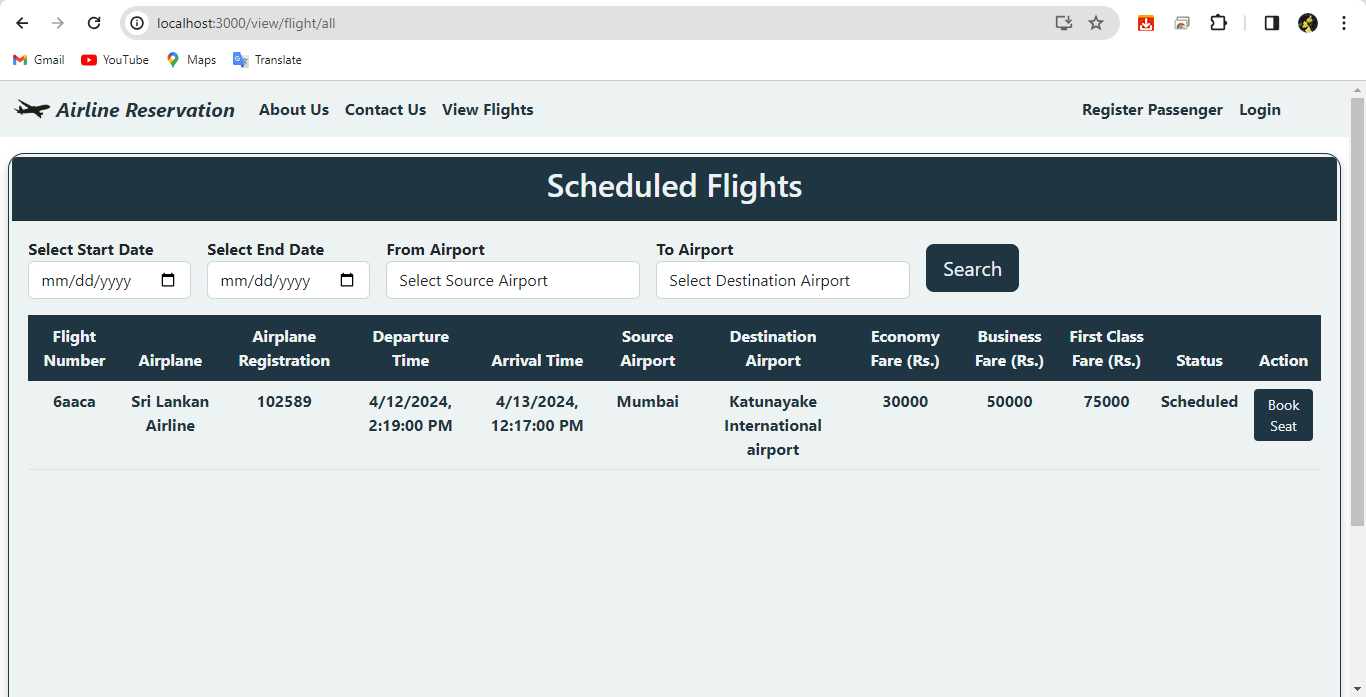 localhost:3000/view/flight/all
Gmail YouTube Maps Translate
Airline Reservation About Us Contact Us View Flights Register Passenger Login
Scheduled Flights
Select Start Date Select End Date From Airport To Airport
mm/dd/yyyy mm/dd/yyyy Select Source Airport Select Destination Airport Search
Flight Airplane Departure Source Destination Economy Business First Class
Number Airplane Registration Time Arrival Time Airport Airport Fare (Rs.) Fare (Rs.) Fare (Rs.) Status Action
6aaca Sri Lankan 102589 4/12/2024, 4/13/2024, Mumbai Katunayake 30000 50000 75000 Scheduled Book
Airline 2:19:00 PM 12:17:00 PM International Seat
airport